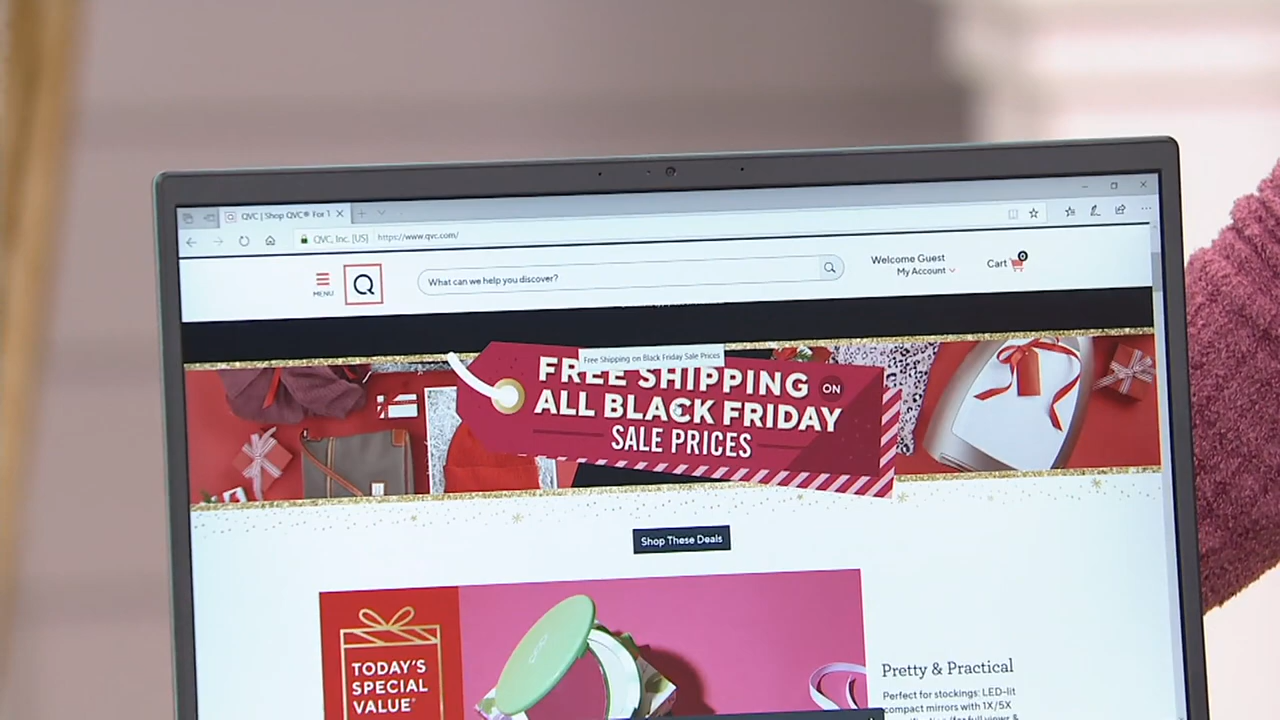 QVC | Shop QVC® For T
QVC, Inc. [US] https://www.qvc.com/
MENU
Q
What can we help you discover?
Welcome Guest
My Account
Cart
0
Free Shipping on Black Friday Sale Prices
FREE SHIPPING ON
ALL BLACK FRIDAY
SALE PRICES
Shop These Deals
TODAY'S
SPECIAL
VALUE®
Pretty & Practical
Perfect for stockings: LED-lit
compact mirrors with 1X/5X